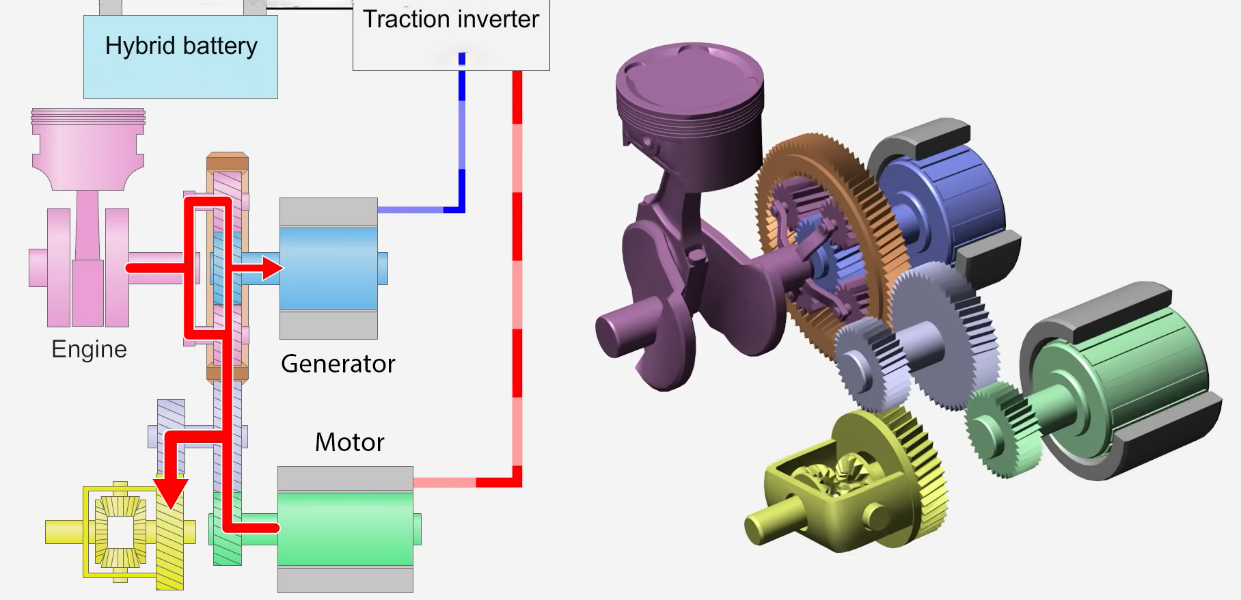 Traction inverter
Hybrid battery
Engine
Generator
Motor